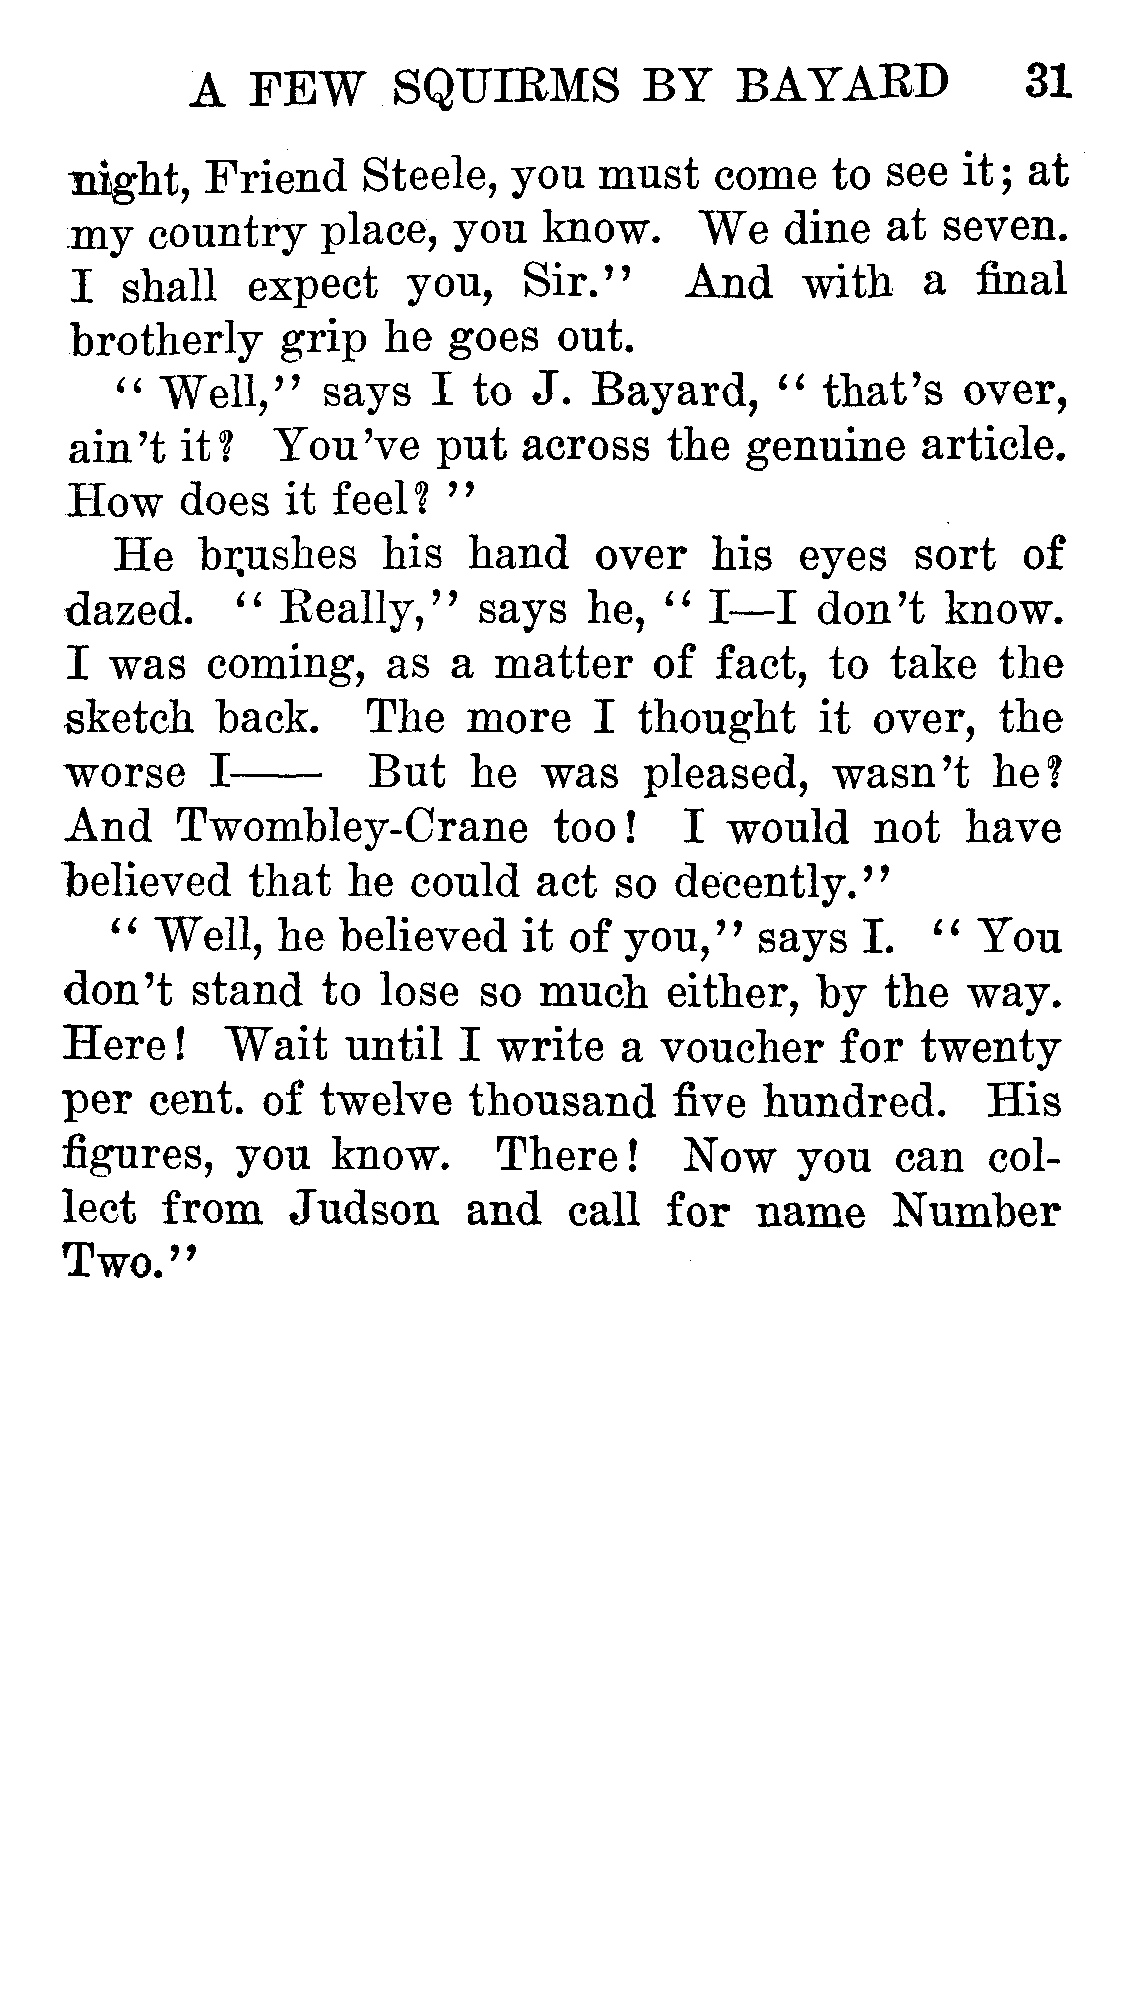 A FEW SQUIRMS BY BAYARD 31
night, Friend Steele, you must come to see it; at
my country place, you know. We dine at seven.
I shall expect you, Sir." And with a final
brotherly grip he goes out.
"Well," says I to J. Bayard, "that's over,
ain't it? You've put across the genuine article.
How does it feel?"
He brushes his hand over his eyes sort of
dazed. "Really," says he, "I—I don't know.
I was coming, as a matter of fact, to take the
sketch back. The more I thought it over, the
worse I—— But he was pleased, wasn't he?
And Twombley-Crane too! I would not have
believed that he could act so decently."
"Well, he believed it of you," says I. "You
don't stand to lose so much either, by the way.
Here! Wait until I write a voucher for twenty
per cent. of twelve thousand five hundred. His
figures, you know. There! Now you can col-
lect from Judson and call for name Number
Two."